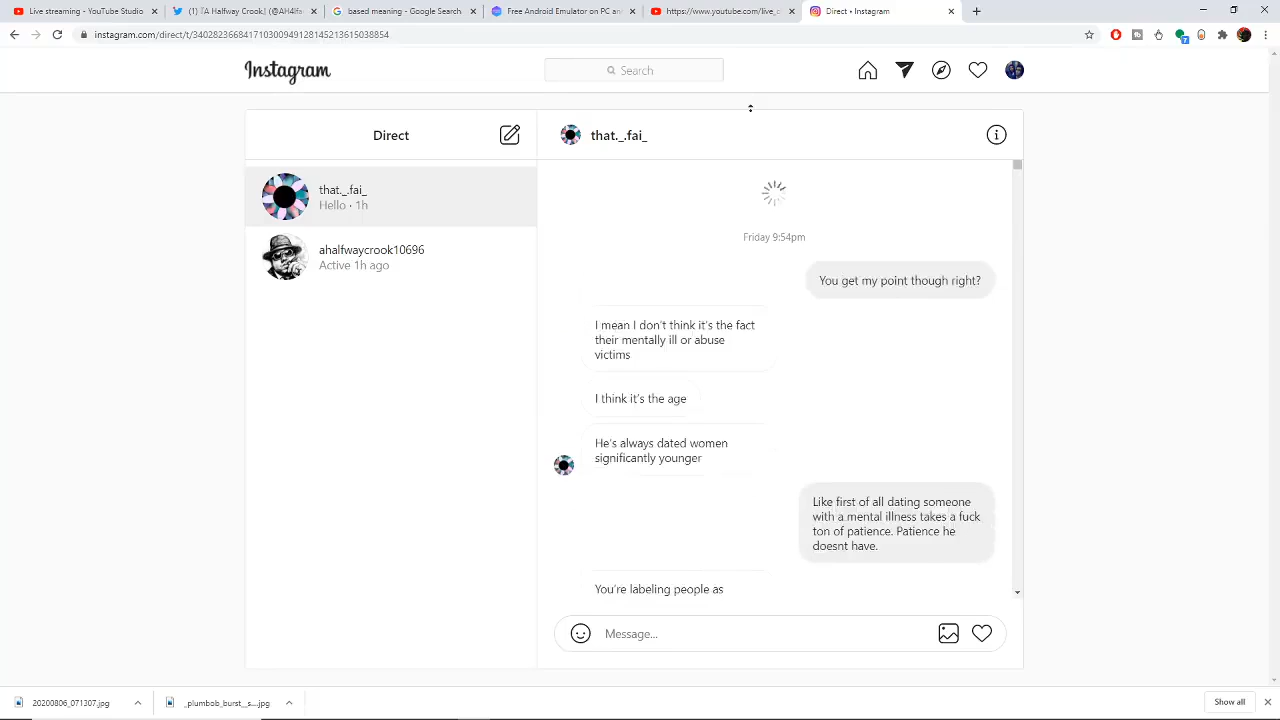 Live streaming - YouTube Studio
(1) TA Halfway Crook[.] (@AH4lf
based meaning - Google Search
Free Android Emulator on PC and
https://www.youtube.com/live_c
Direct • Instagram
instagram.com/direct/t/340282366841710300949128145213615038854
Instagram
Search
Direct
that._.fai_
that._.fai_
Hello · 1h
ahalfwaycrook10696
Active 1h ago
Friday 9:54pm
You get my point though right?
I mean I don't think it's the fact
their mentally ill or abuse
victims
I think it's the age
He's always dated women
significantly younger
Like first of all dating someone
with a mental illness takes a fuck
ton of patience. Patience he
doesnt have.
You're labeling people as
Message...
20200806_071307.jpg
_plumbob_burst__s....jpg
Show all